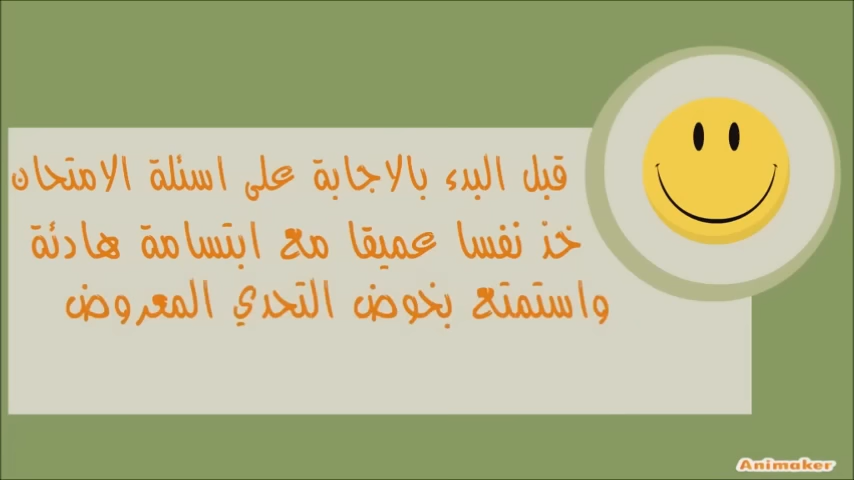 قبل البدء بالاجابة على اسئلة الامتحان
خذ نفسا عميقا مع ابتسامة هادئة
واستمتع بخوض التحدي المعروض
Animaker